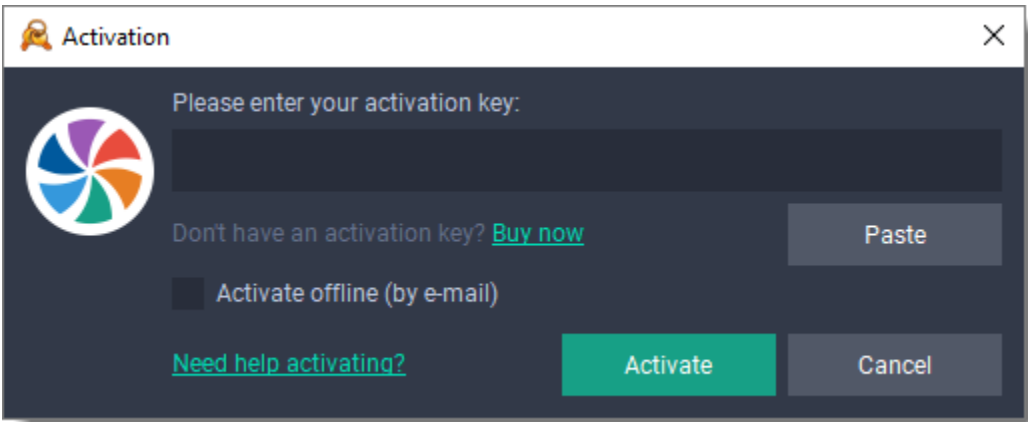 Activation
Please enter your activation key:
Don't have an activation key? Buy now
Paste
Activate offline (by e-mail)
Need help activating?
Activate
Cancel